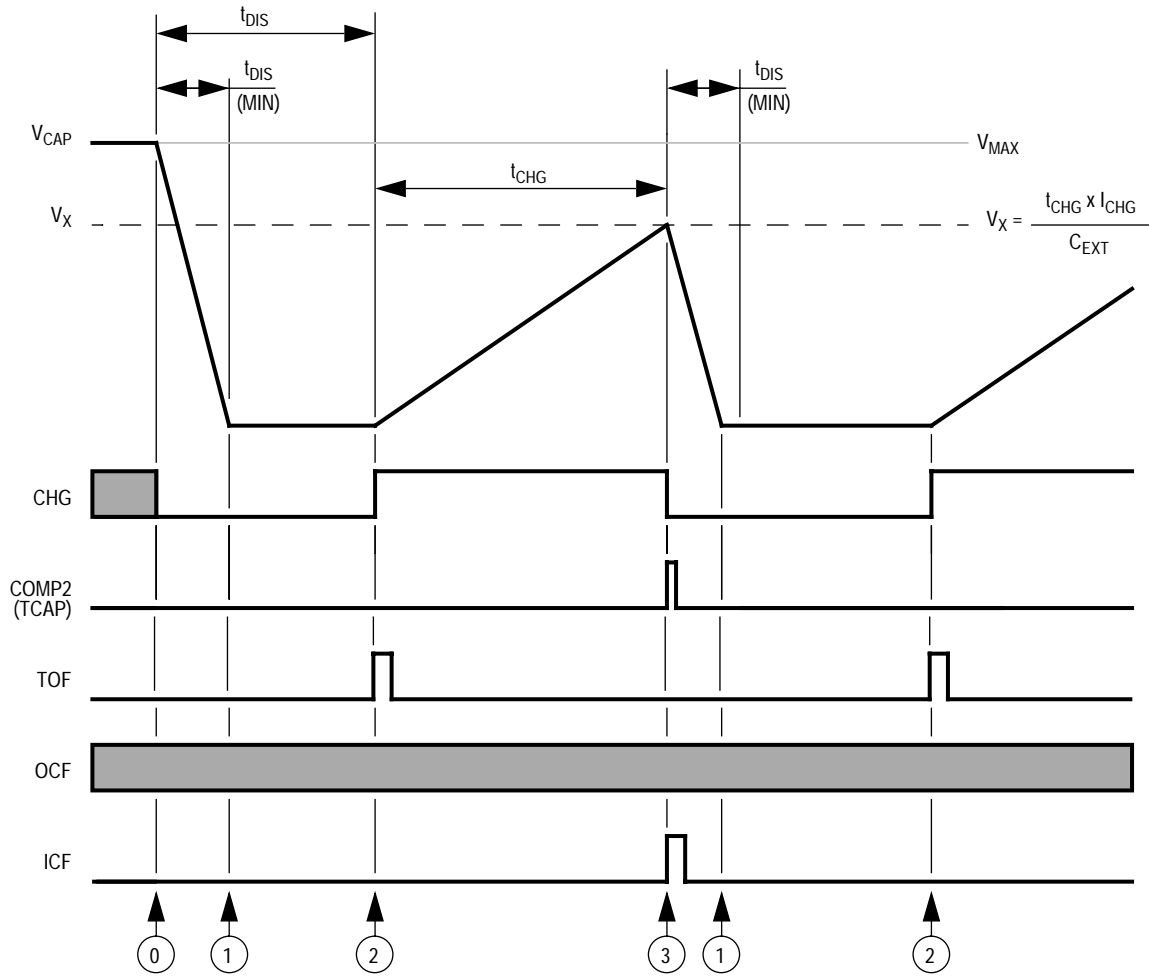 tDIS
tDIS
(MIN)
tDIS
(MIN)
VCAP
VMAX
tCHG
VX
VX = tCHG x ICHG
CEXT
CHG
COMP2
(TCAP)
TOF
OCF
ICF
0
1
2
3
1
2